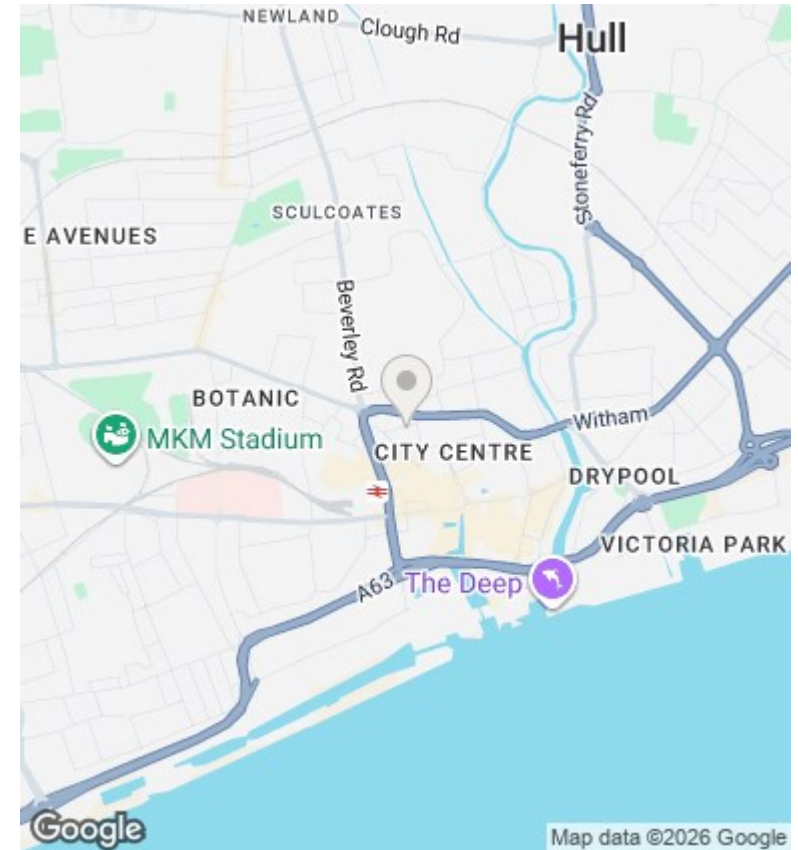 NEWLAND
Clough Rd
Hull
Stoneferry Rd
SCULCOATES
E AVENUES
Beverley Rd
BOTANIC
MKM Stadium
Witham
CITY CENTRE
DRYPOOL
VICTORIA PARK
A63
The Deep
Google
Map data ©2026 Google